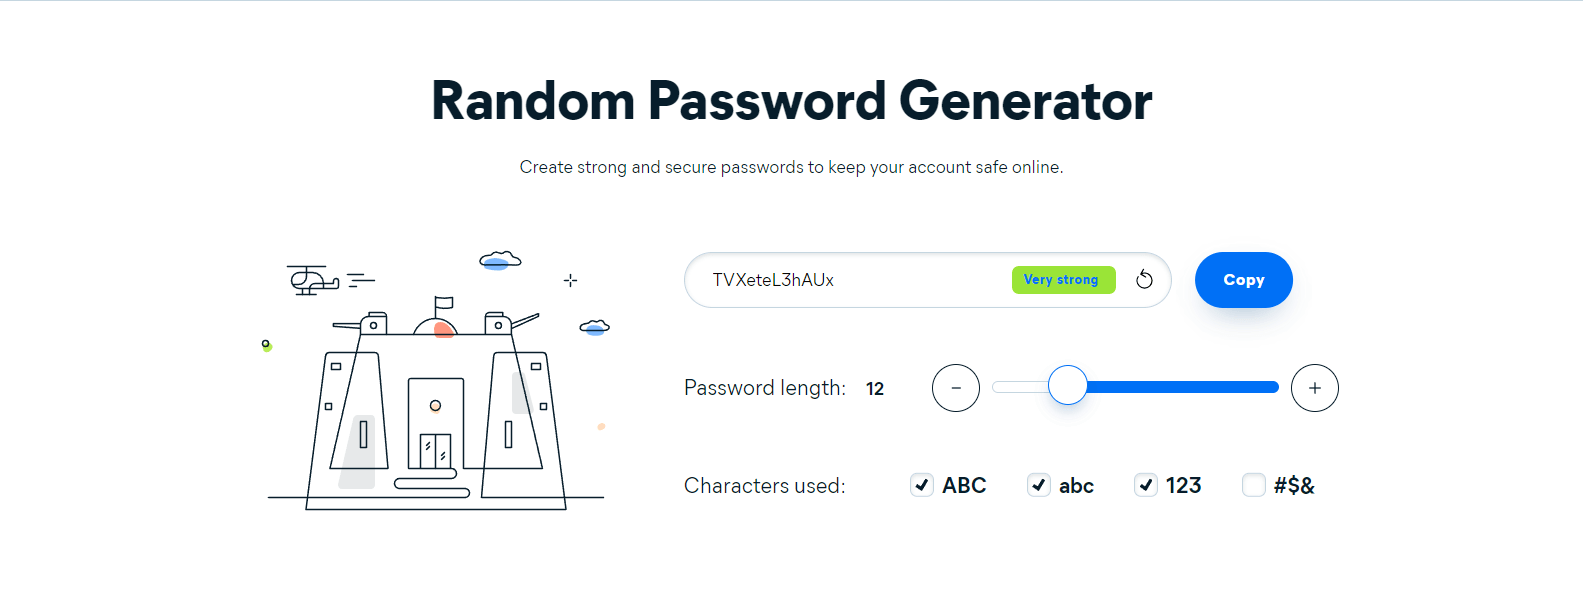 Random Password Generator
Create strong and secure passwords to keep your account safe online.
TVXeteL3hAUx Very strong Copy
Password length: 12 − +
Characters used: ABC abc 123 #$&